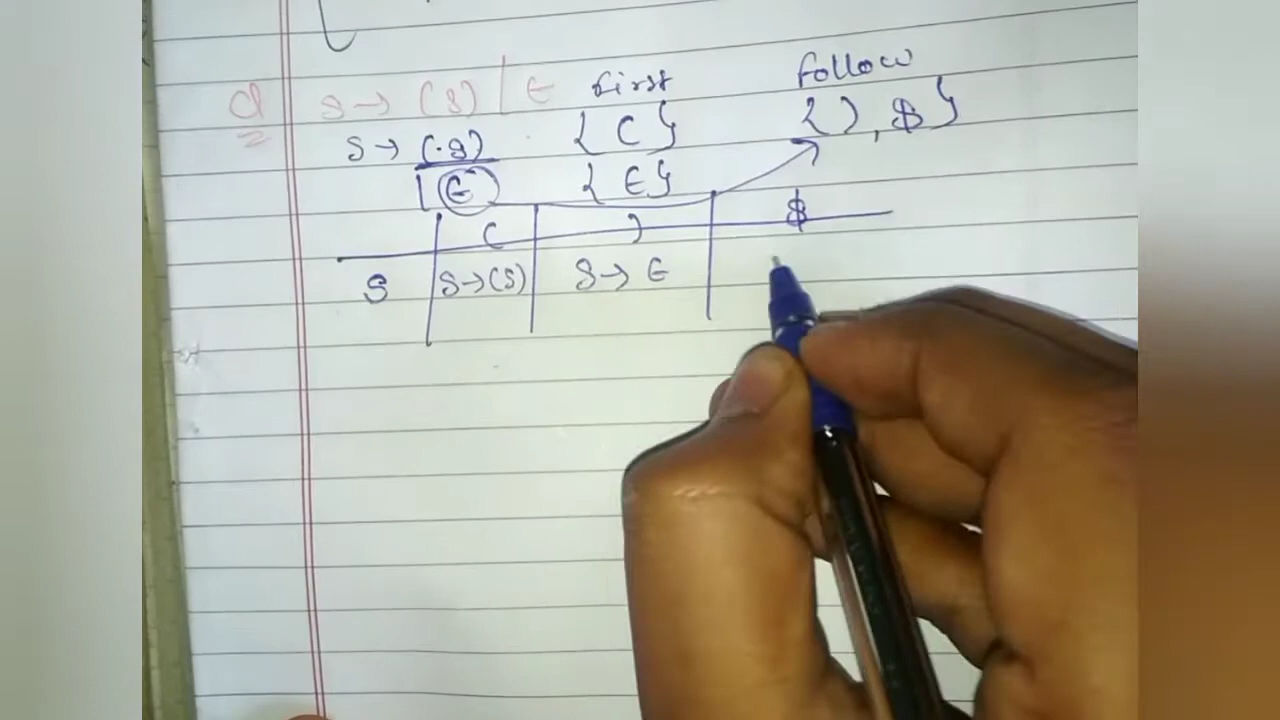 Q S → (S) | ε first follow
S → (·S) { ( } { ) , $ }
| ε { ε }
( ) $
S S→(S) S→ ε